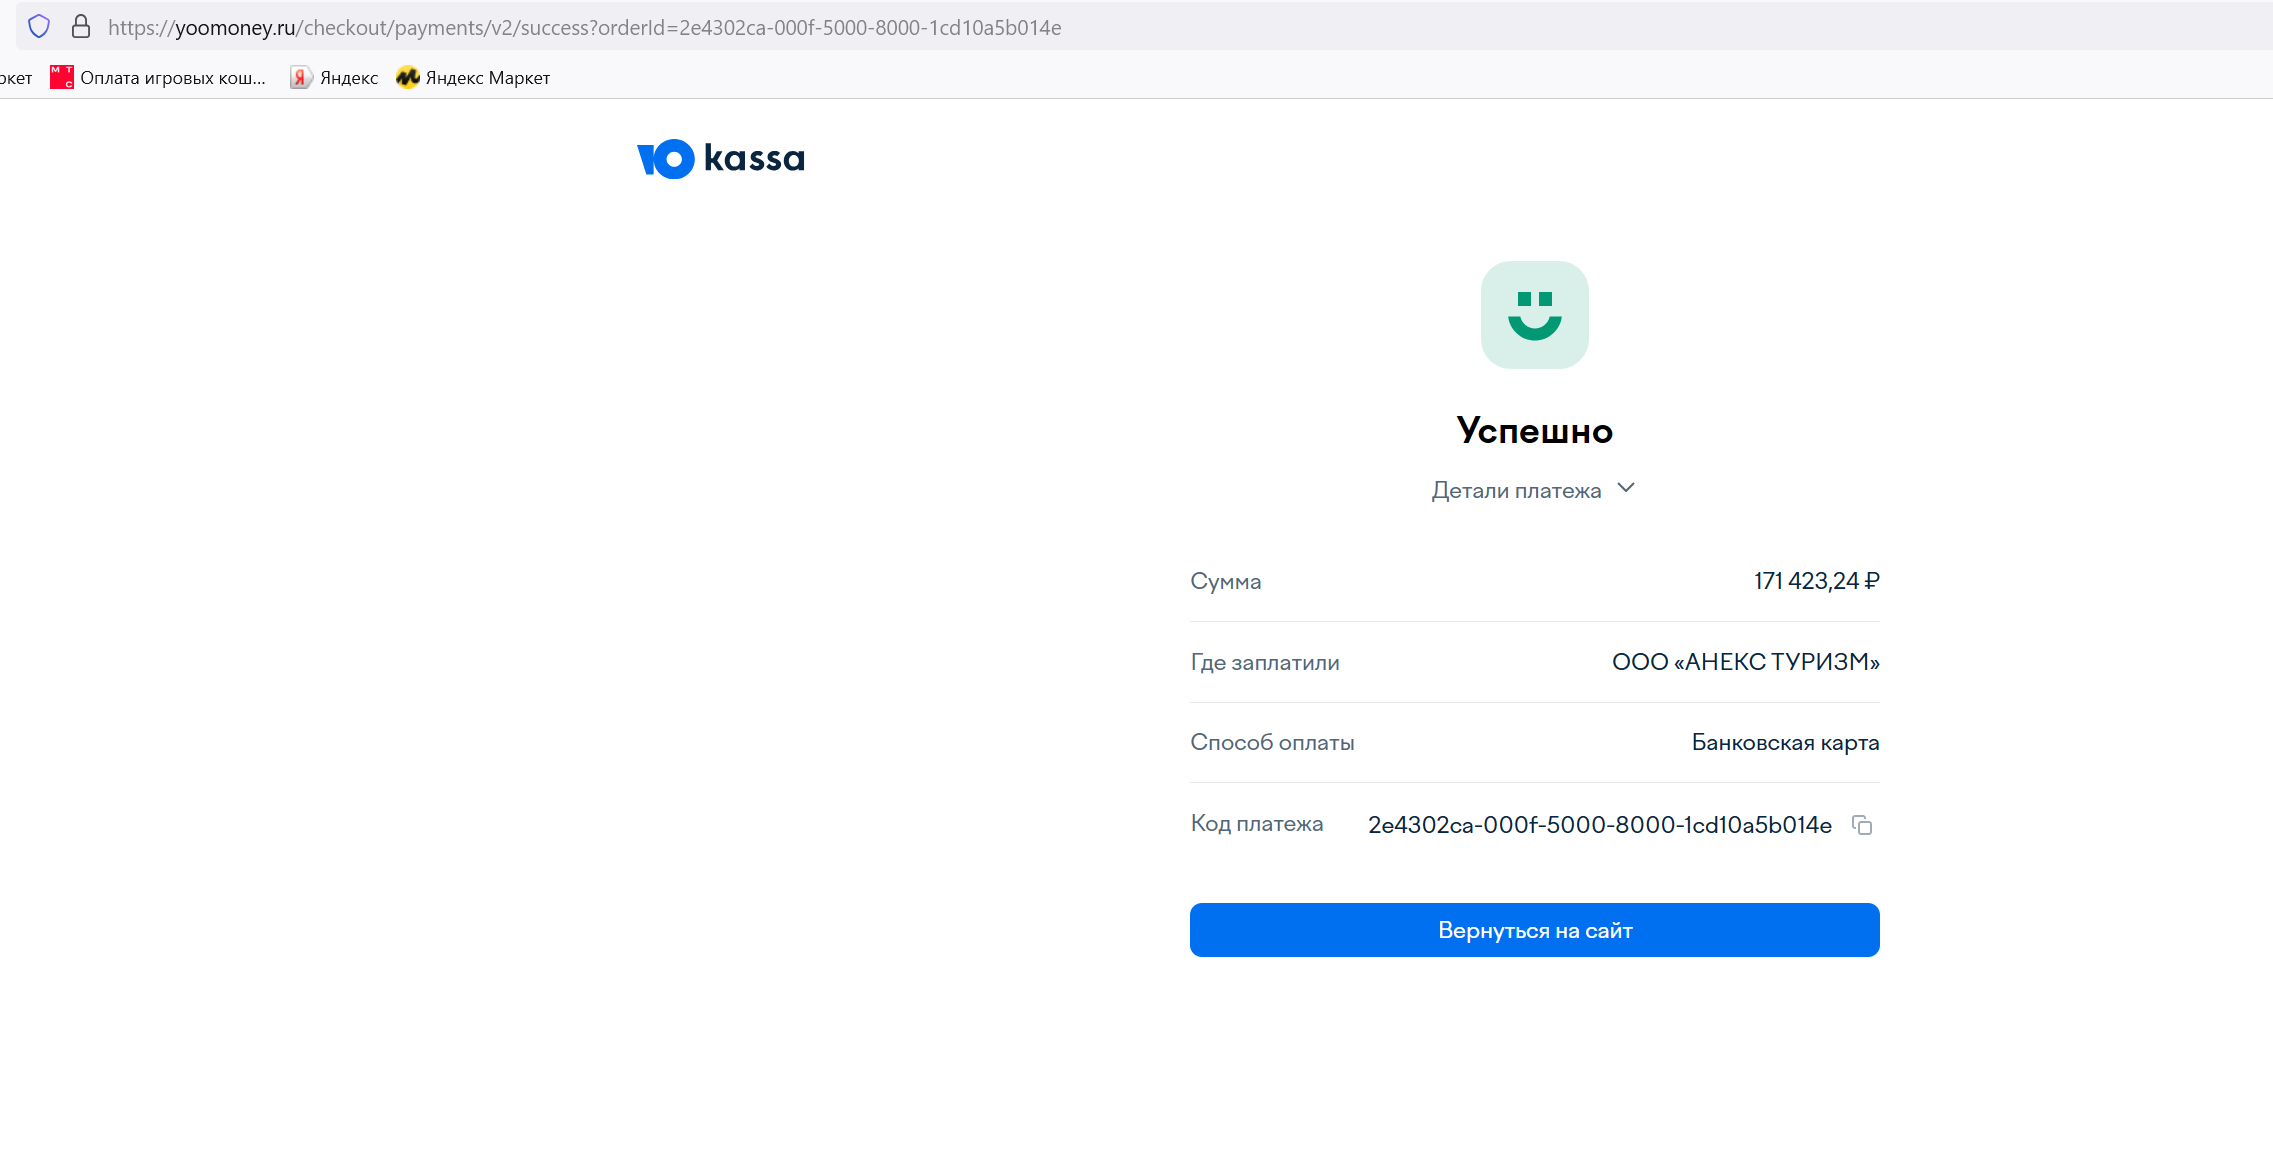 https://yoomoney.ru/checkout/payments/v2/success?orderId=2e4302ca-000f-5000-8000-1cd10a5b014e
ркет Оплата игровых кош... Яндекс Яндекс Маркет
Ю kassa
Успешно
Детали платежа
Сумма 171 423,24 ₽
Где заплатили ООО «АНЕКС ТУРИЗМ»
Способ оплаты Банковская карта
Код платежа 2e4302ca-000f-5000-8000-1cd10a5b014e
Вернуться на сайт